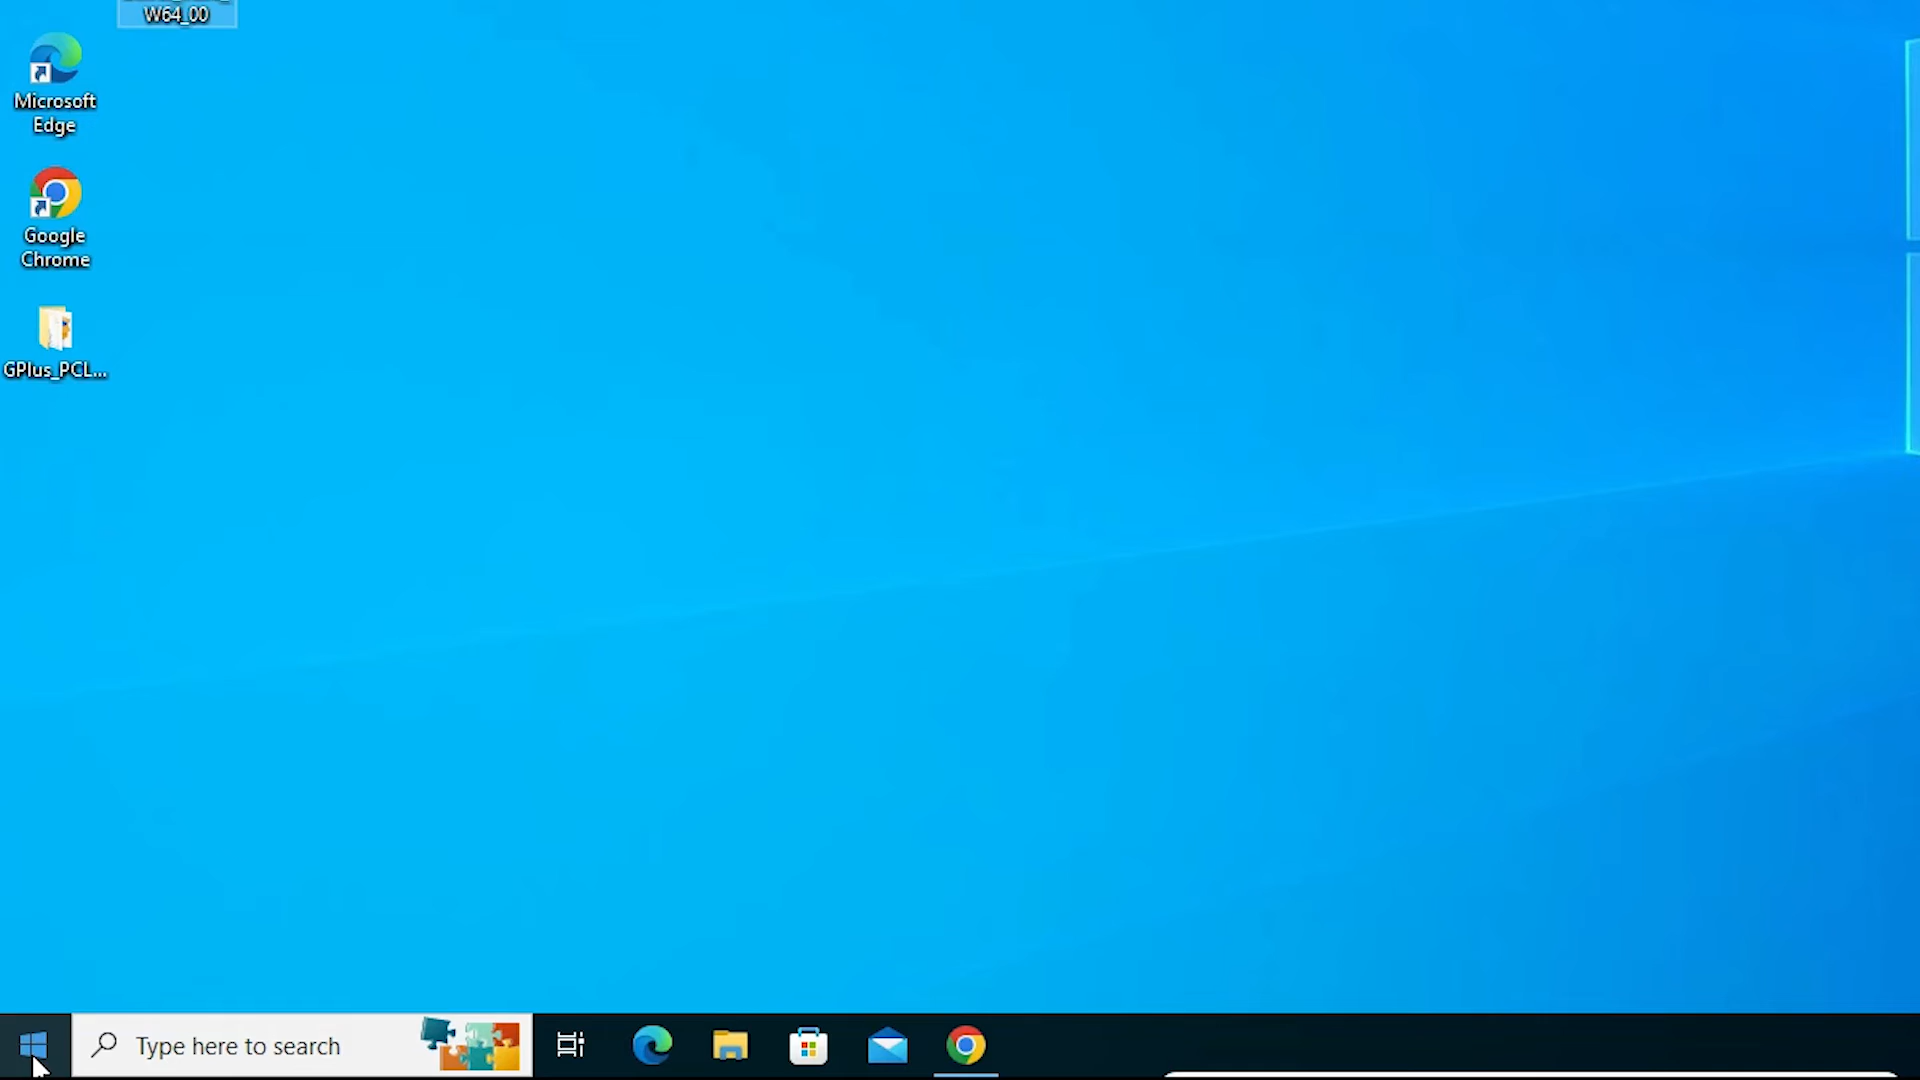 W64_00
Microsoft
Edge
Google
Chrome
GPlus_PCL...
Type here to search